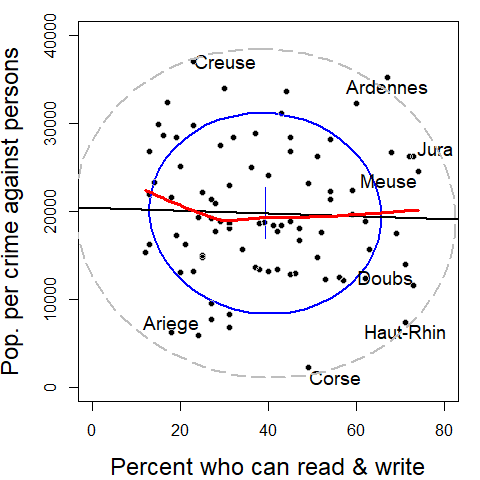 Pop. per crime against persons
40000
30000
20000
10000
0
Creuse
Ardennes
Jura
Meuse
Doubs
Ariege
Haut-Rhin
Corse
0 20 40 60 80
Percent who can read & write